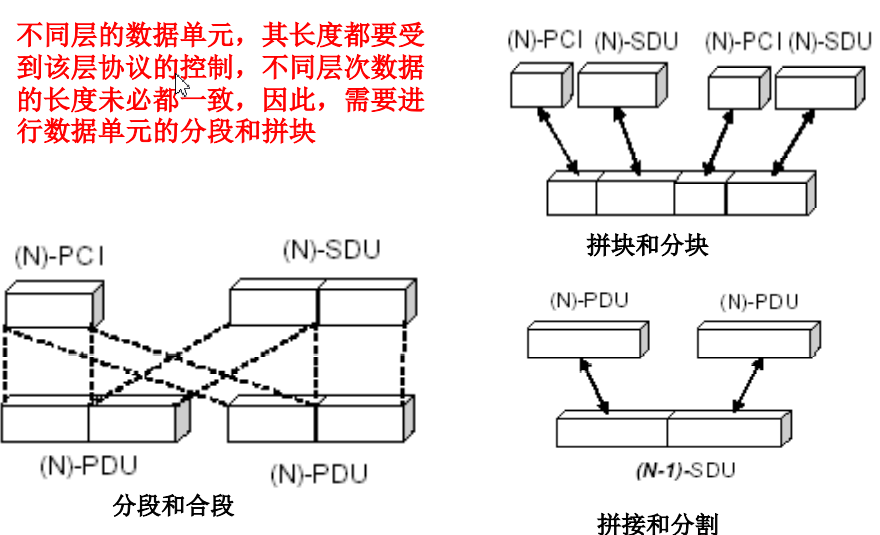 不同层的数据单元，其长度都要受
到该层协议的控制，不同层次数据
的长度未必都一致，因此，需要进
行数据单元的分段和拼块
(N)-PCI (N)-SDU (N)-PCI (N)-SDU
拼块和分块
(N)-PCI (N)-SDU
(N)-PDU (N)-PDU
分段和合段
(N)-PDU (N)-PDU
(N-1)-SDU
拼接和分割